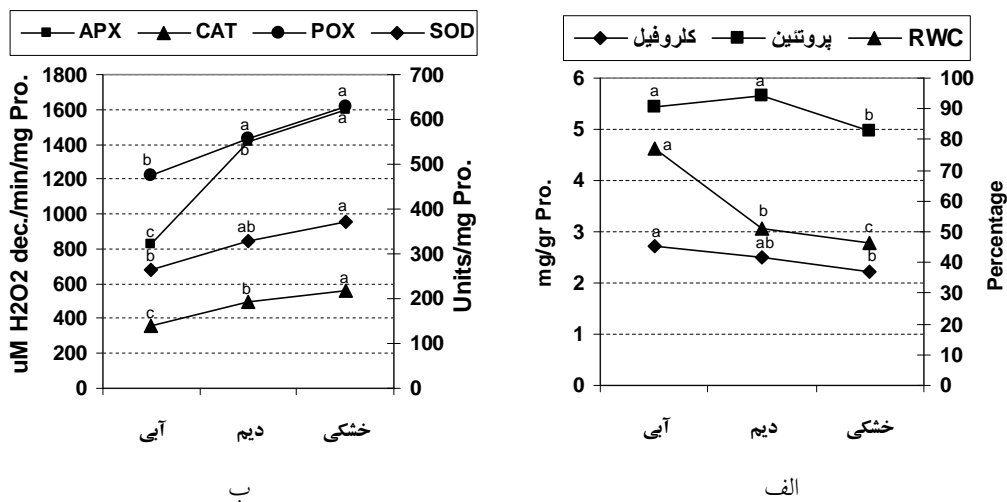 APX CAT POX SOD
1800
1600
1400
1200
1000
800
600
400
200
0
uM H2O2 dec./min/mg Pro.
700
600
500
400
300
200
100
0
Units/mg Pro.
b
a
a
c
b
a
b
ab
a
c
b
a
آبی
دیم
خشکی
ب
کلروفیل پروتئین RWC
6
5
4
3
2
1
0
mg/gr Pro.
100
90
80
70
60
50
40
30
20
10
0
Percentage
a
a
b
a
b
c
a
ab
b
آبی
دیم
خشکی
الف